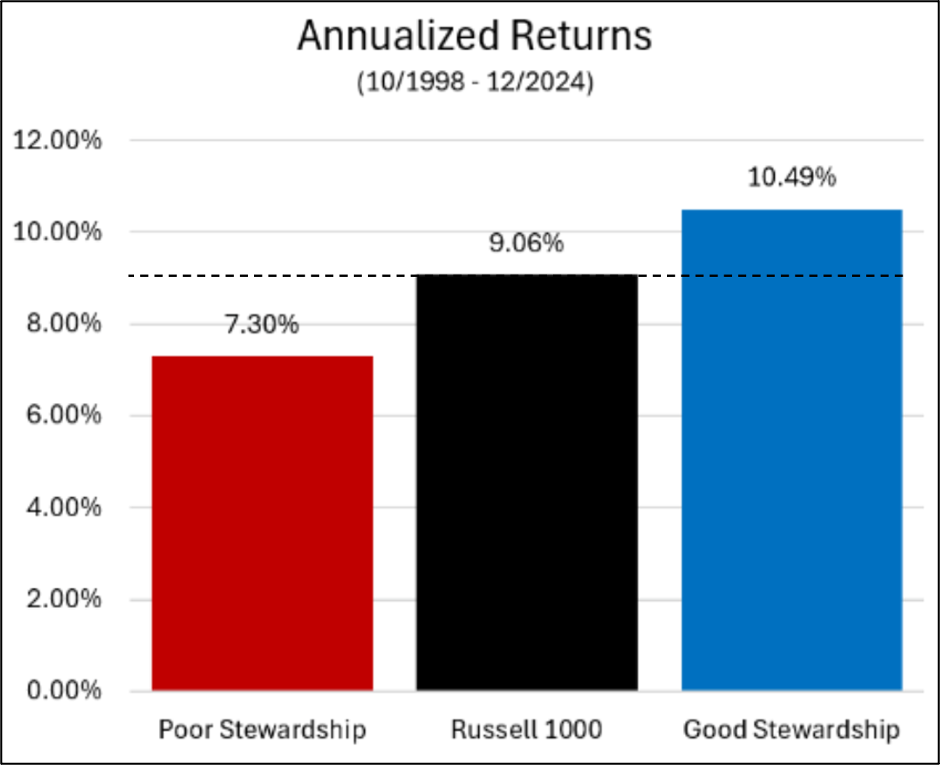 Annualized Returns
(10/1998 - 12/2024)
12.00%
10.49%
10.00%
9.06%
8.00%
7.30%
6.00%
4.00%
2.00%
0.00%
Poor Stewardship
Russell 1000
Good Stewardship